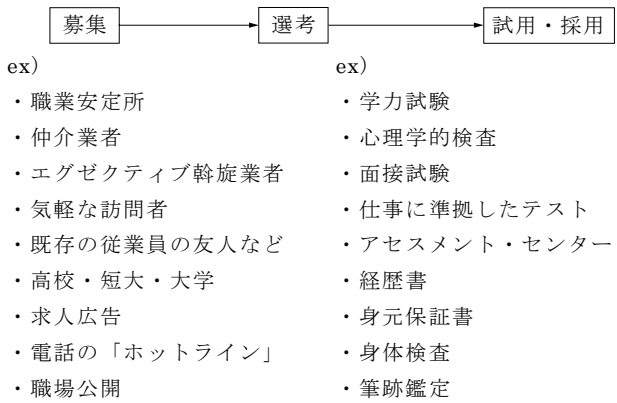 募集 選考 試用・採用
ex)
・職業安定所
・仲介業者
・エグゼクティブ斡旋業者
・気軽な訪問者
・既存の従業員の友人など
・高校・短大・大学
・求人広告
・電話の「ホットライン」
・職場公開
ex)
・学力試験
・心理学的検査
・面接試験
・仕事に準拠したテスト
・アセスメント・センター
・経歴書
・身元保証書
・身体検査
・筆跡鑑定